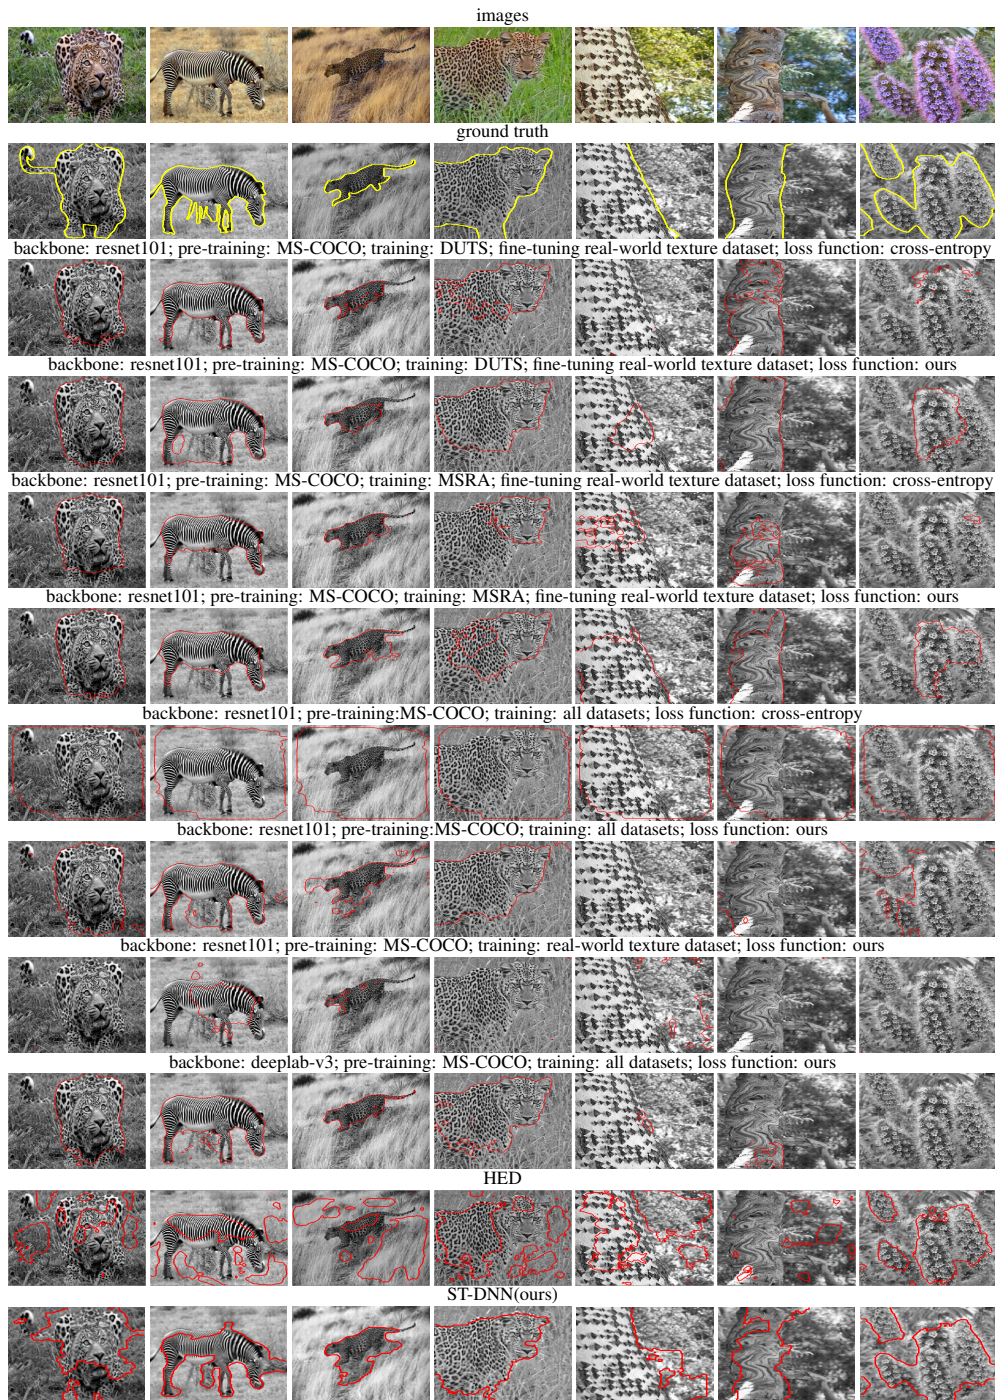 images
ground truth
backbone: resnet101; pre-training: MS-COCO; training: DUTS; fine-tuning real-world texture dataset; loss function: cross-entropy
backbone: resnet101; pre-training: MS-COCO; training: DUTS; fine-tuning real-world texture dataset; loss function: ours
backbone: resnet101; pre-training: MS-COCO; training: MSRA; fine-tuning real-world texture dataset; loss function: cross-entropy
backbone: resnet101; pre-training: MS-COCO; training: MSRA; fine-tuning real-world texture dataset; loss function: ours
backbone: resnet101; pre-training:MS-COCO; training: all datasets; loss function: cross-entropy
backbone: resnet101; pre-training:MS-COCO; training: all datasets; loss function: ours
backbone: resnet101; pre-training: MS-COCO; training: real-world texture dataset; loss function: ours
backbone: deeplab-v3; pre-training: MS-COCO; training: all datasets; loss function: ours
HED
ST-DNN(ours)